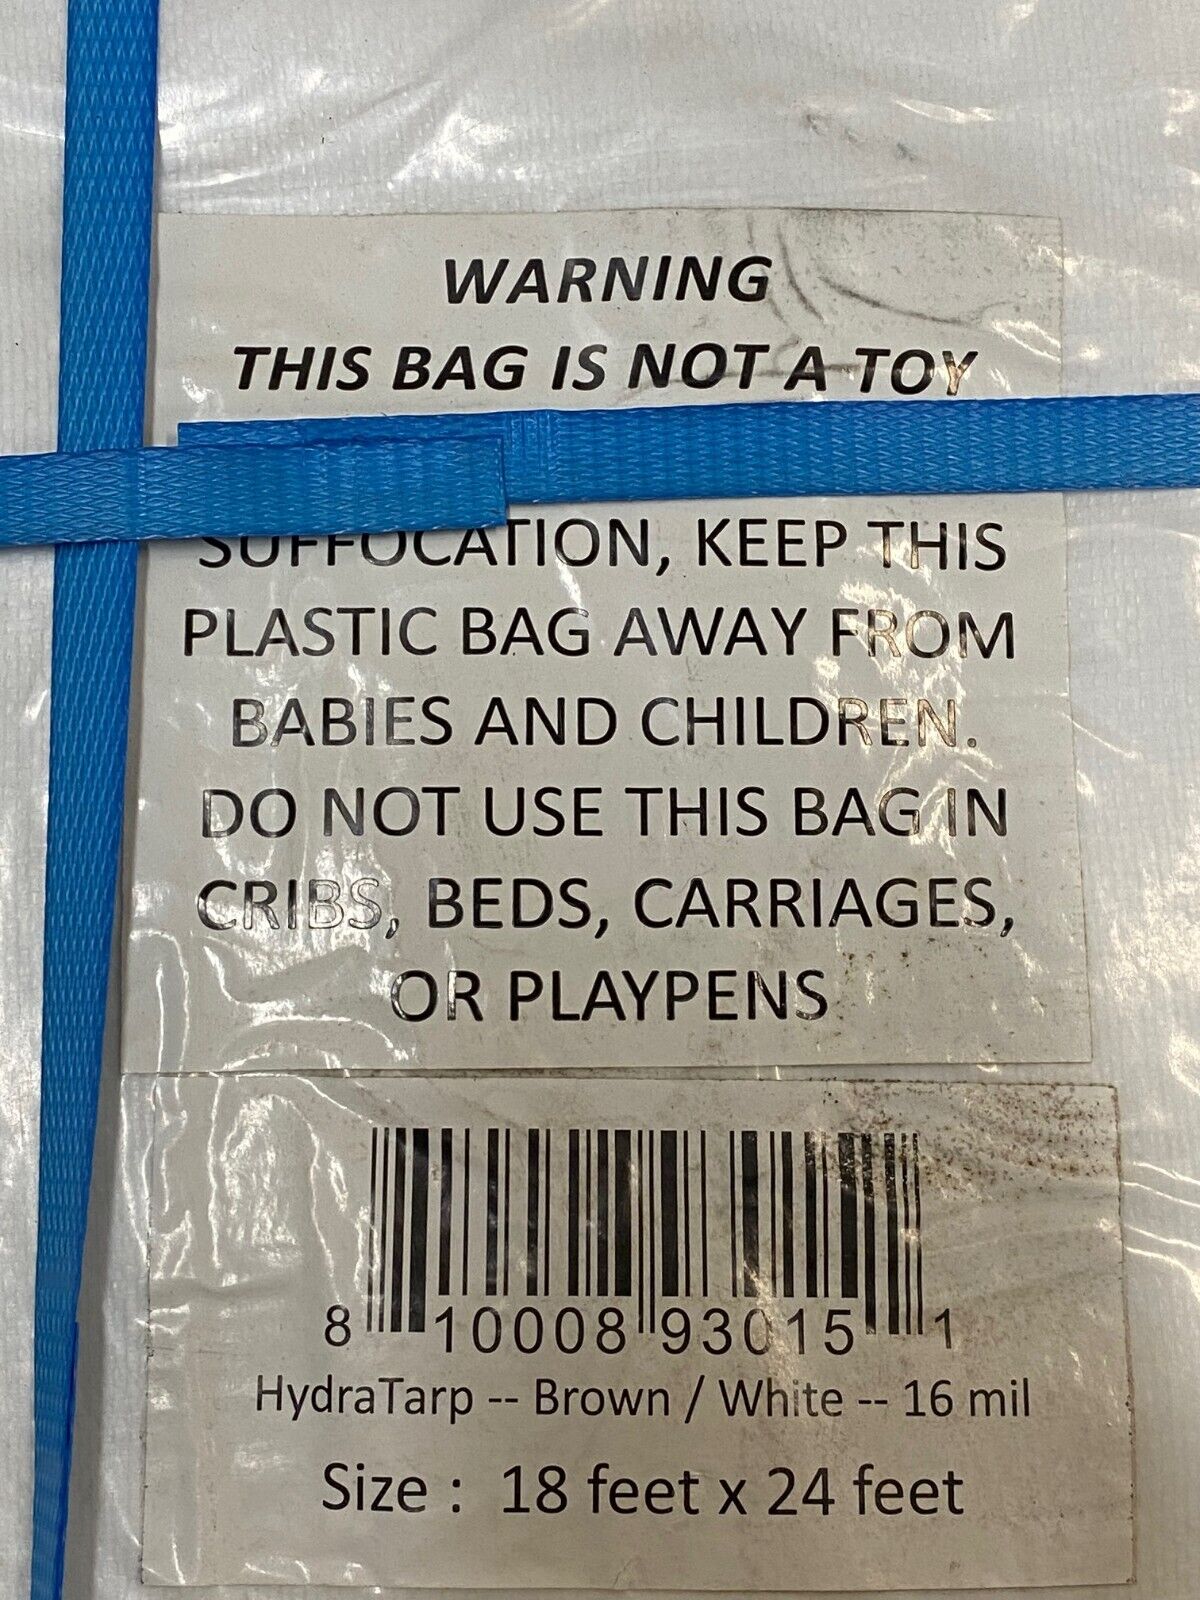 WARNING
THIS BAG IS NOT A TOY
SUFFOCATION, KEEP THIS
PLASTIC BAG AWAY FROM
BABIES AND CHILDREN.
DO NOT USE THIS BAG IN
CRIBS, BEDS, CARRIAGES,
OR PLAYPENS
8 10008 93015 1
HydraTarp -- Brown / White -- 16 mil
Size : 18 feet x 24 feet